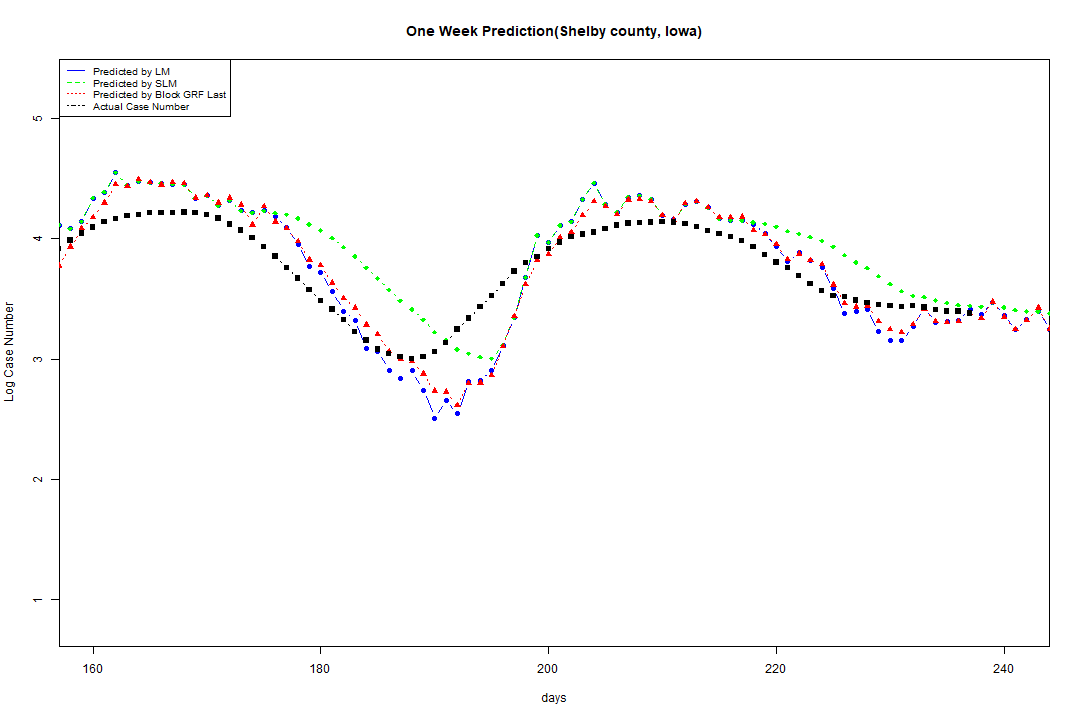 One Week Prediction(Shelby county, Iowa)
Predicted by LM
Predicted by SLM
Predicted by Block GRF Last
Actual Case Number
5
4
3
2
1
Log Case Number
160 180 200 220 240
days